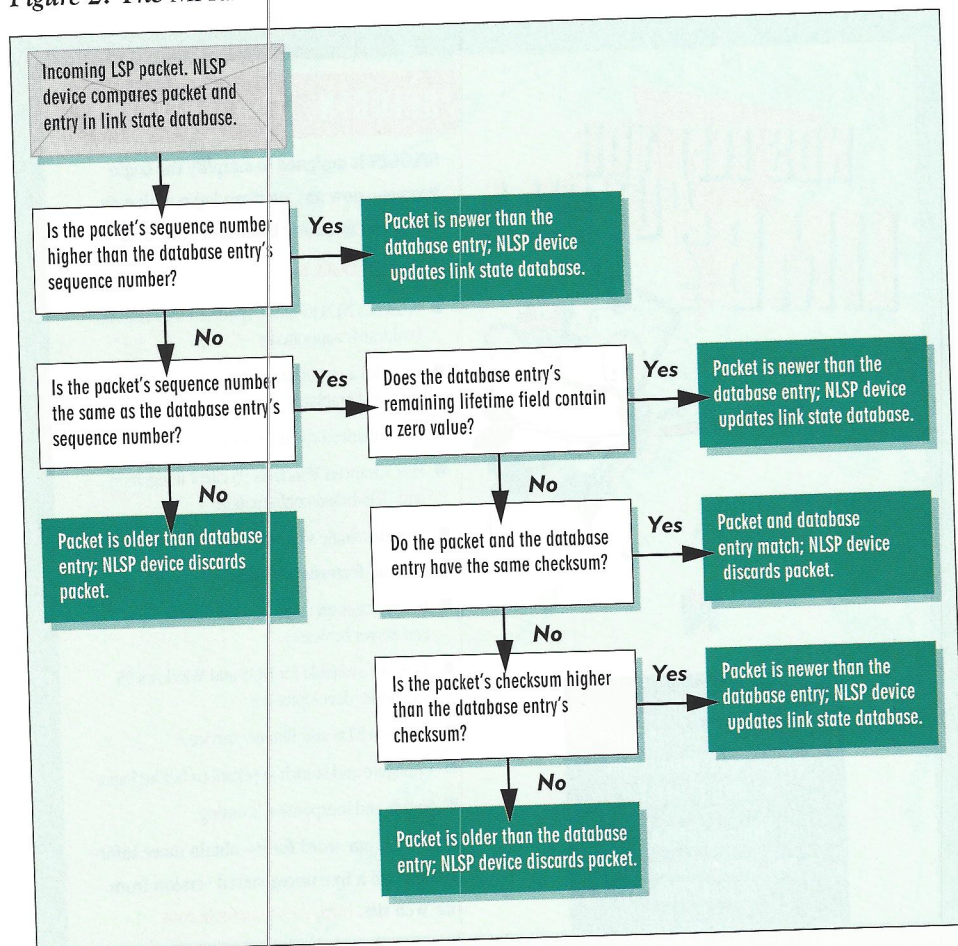 Figure 2: The
Incoming LSP packet. NLSP
device compares packet and
entry in link state database.
Is the packet's sequence number
higher than the database entry's
sequence number?
Yes
Packet is newer than the
database entry; NLSP device
updates link state database.
No
Is the packet's sequence number
the same as the database entry's
sequence number?
Yes
Does the database entry's
remaining lifetime field contain
a zero value?
Yes
Packet is newer than the
database entry; NLSP device
updates link state database.
No
Packet is older than database
entry; NLSP device discards
packet.
No
Do the packet and the database
entry have the same checksum?
Yes
Packet and database
entry match; NLSP device
discards packet.
No
Is the packet's checksum higher
than the database entry's
checksum?
Yes
Packet is newer than the
database entry; NLSP device
updates link state database.
No
Packet is older than the database
entry; NLSP device discards packet.